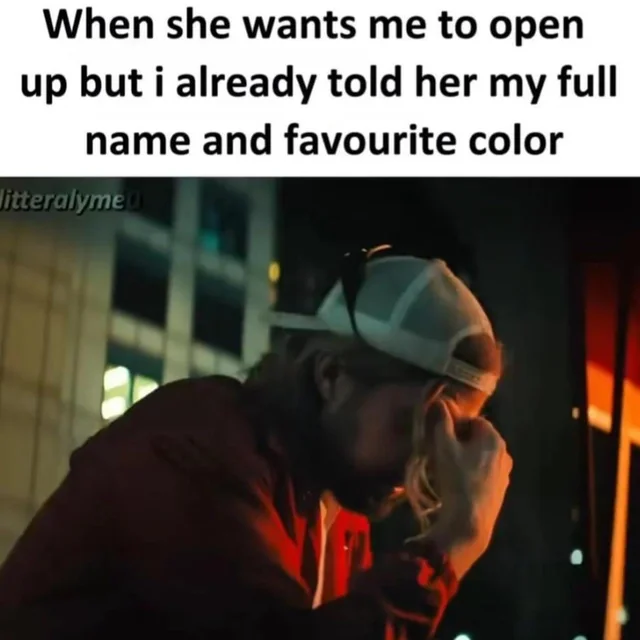 When she wants me to open
up but i already told her my full
name and favourite color
litteralyme